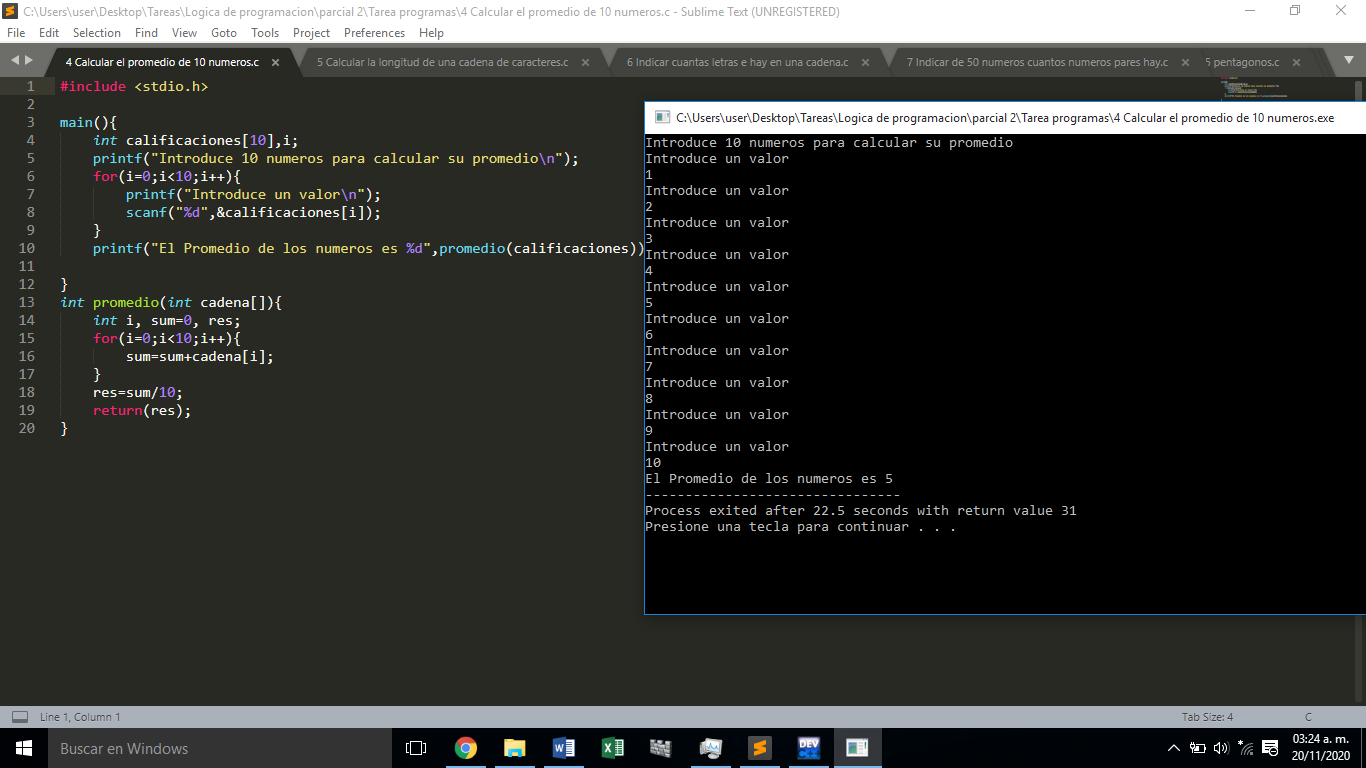 C:\Users\user\Desktop\Tareas\Logica de programacion\parcial 2\Tarea programas\4 Calcular el promedio de 10 numeros.c - Sublime Text (UNREGISTERED)
File Edit Selection Find View Goto Tools Project Preferences Help
4 Calcular el promedio de 10 numeros.c
5 Calcular la longitud de una cadena de caracteres.c
6 Indicar cuantas letras e hay en una cadena.c
7 Indicar de 50 numeros cuantos numeros pares hay.c
5 pentagonos.c
1 #include <stdio.h>
2
3 main(){
4 int calificaciones[10],i;
5 printf("Introduce 10 numeros para calcular su promedio\n");
6 for(i=0;i<10;i++){
7 printf("Introduce un valor\n");
8 scanf("%d",&calificaciones[i]);
9 }
10 printf("El Promedio de los numeros es %d",promedio(calificaciones))
11
12 }
13 int promedio(int cadena[]){
14 int i, sum=0, res;
15 for(i=0;i<10;i++){
16 sum=sum+cadena[i];
17 }
18 res=sum/10;
19 return(res);
20 }
C:\Users\user\Desktop\Tareas\Logica de programacion\parcial 2\Tarea programas\4 Calcular el promedio de 10 numeros.exe
Introduce 10 numeros para calcular su promedio
Introduce un valor
1
Introduce un valor
2
Introduce un valor
3
Introduce un valor
4
Introduce un valor
5
Introduce un valor
6
Introduce un valor
7
Introduce un valor
8
Introduce un valor
9
Introduce un valor
10
El Promedio de los numeros es 5
--------------------------------
Process exited after 22.5 seconds with return value 31
Presione una tecla para continuar . . .
Line 1, Column 1
Tab Size: 4
C
Buscar en Windows
DEV
C++
03:24 a. m.
20/11/2020